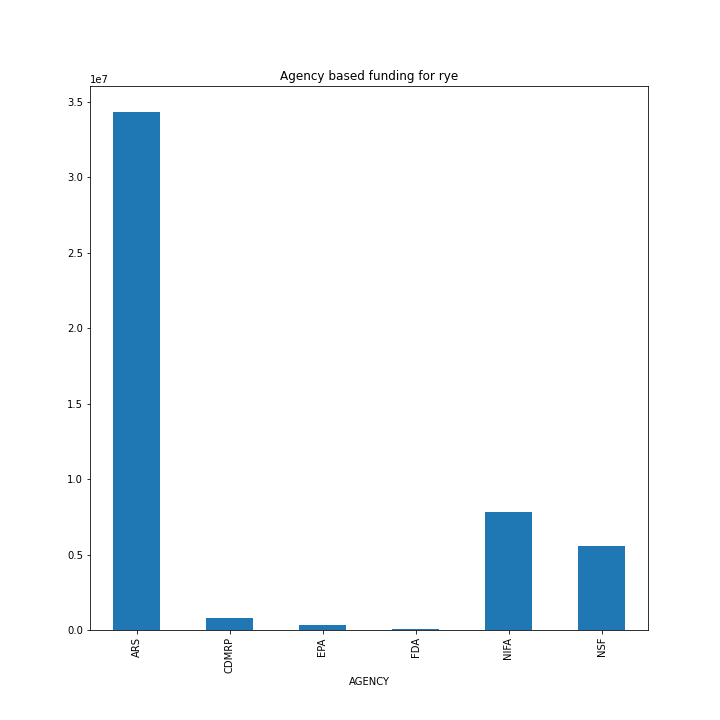 Agency based funding for rye
1e7
3.5
3.0
2.5
2.0
1.5
1.0
0.5
0.0
ARS
CDMRP
EPA
FDA
NIFA
NSF
AGENCY